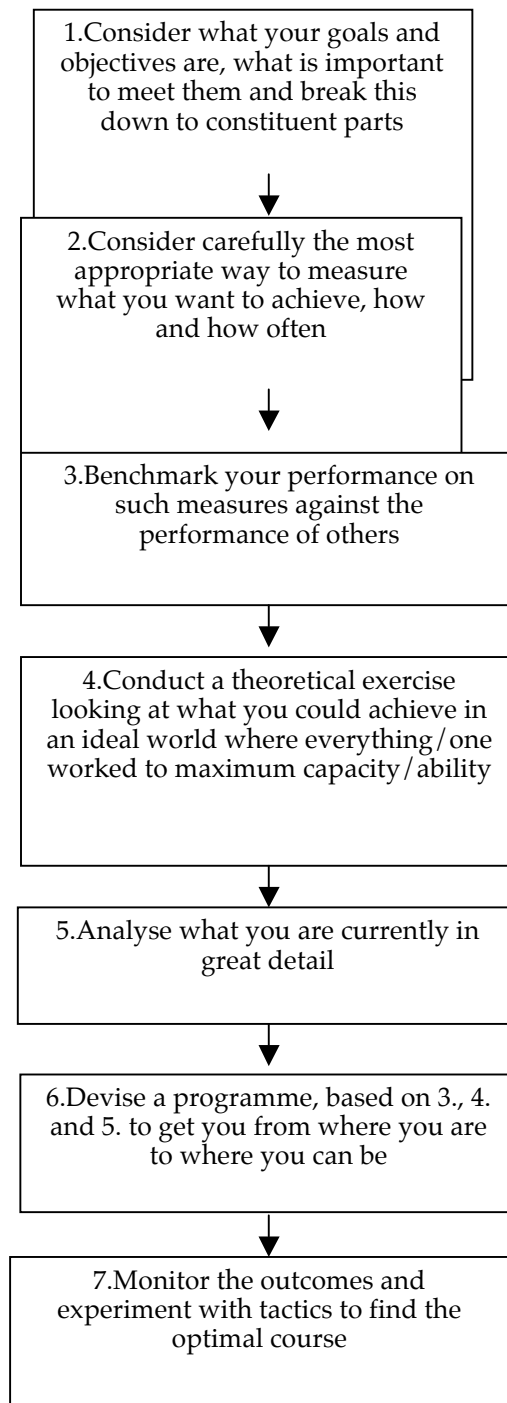 1.Consider what your goals and
objectives are, what is important
to meet them and break this
down to constituent parts
2.Consider carefully the most
appropriate way to measure
what you want to achieve, how
and how often
3.Benchmark your performance on
such measures against the
performance of others
4.Conduct a theoretical exercise
looking at what you could achieve in
an ideal world where everything/one
worked to maximum capacity/ability
5.Analyse what you are currently in
great detail
6.Devise a programme, based on 3., 4.
and 5. to get you from where you are
to where you can be
7.Monitor the outcomes and
experiment with tactics to find the
optimal course